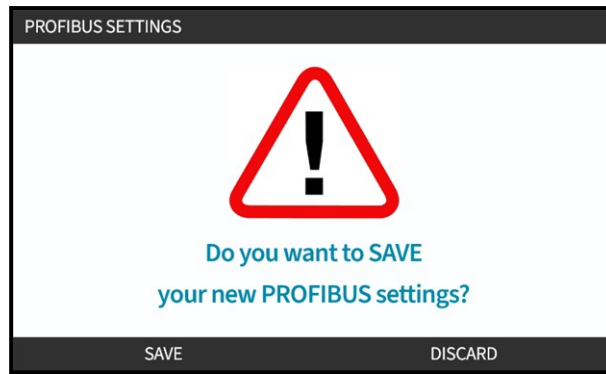 PROFIBUS SETTINGS
!
Do you want to SAVE
your new PROFIBUS settings?
SAVE DISCARD